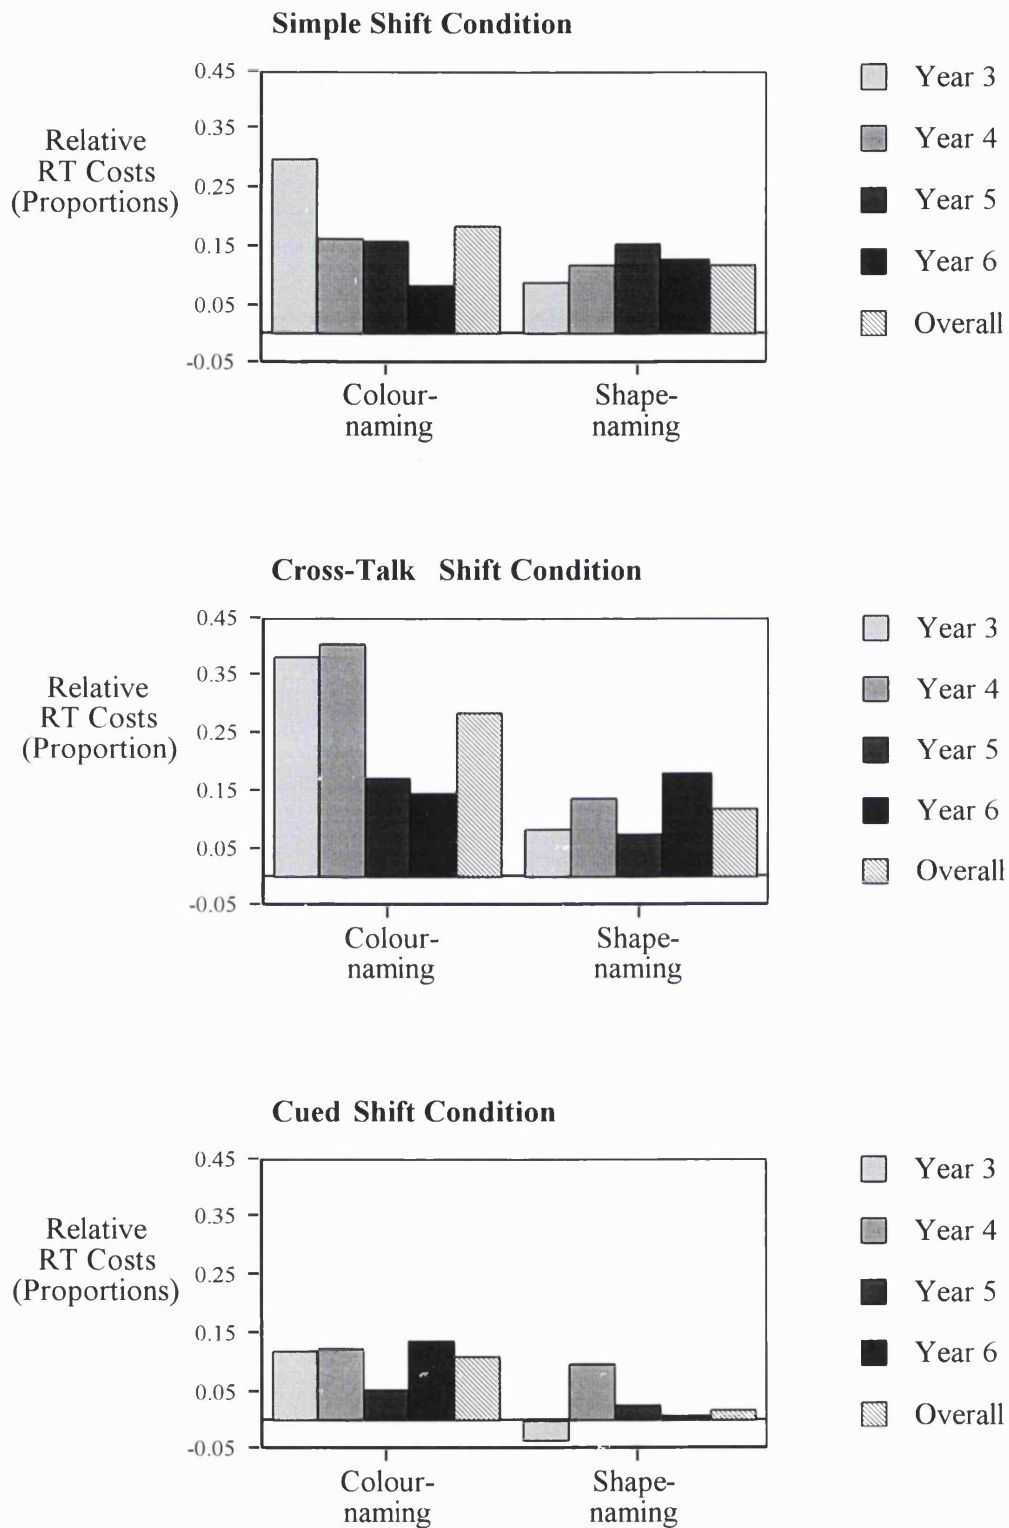 Simple Shift Condition
Relative
RT Costs
(Proportions)
0.45
0.35
0.25
0.15
0.05
-0.05
Colour-
naming
Shape-
naming
Year 3
Year 4
Year 5
Year 6
Overall
Cross-Talk Shift Condition
Relative
RT Costs
(Proportion)
0.45
0.35
0.25
0.15
0.05
-0.05
Colour-
naming
Shape-
naming
Year 3
Year 4
Year 5
Year 6
Overall
Cued Shift Condition
Relative
RT Costs
(Proportions)
0.45
0.35
0.25
0.15
0.05
-0.05
Colour-
naming
Shape-
naming
Year 3
Year 4
Year 5
Year 6
Overall